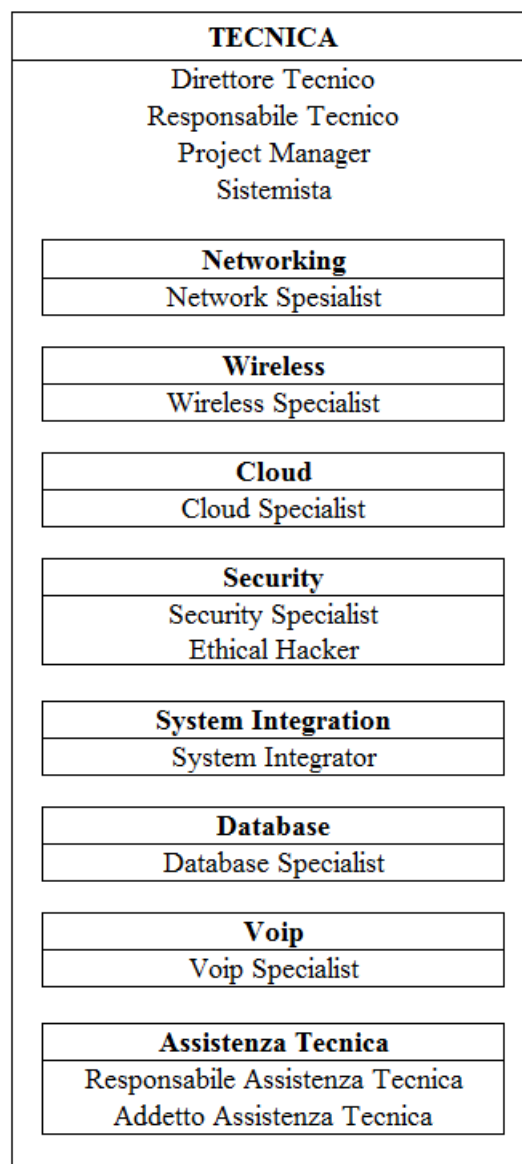 TECNICA
Direttore Tecnico
Responsabile Tecnico
Project Manager
Sistemista
Networking
Network Spesialist
Wireless
Wireless Specialist
Cloud
Cloud Specialist
Security
Security Specialist
Ethical Hacker
System Integration
System Integrator
Database
Database Specialist
Voip
Voip Specialist
Assistenza Tecnica
Responsabile Assistenza Tecnica
Addetto Assistenza Tecnica